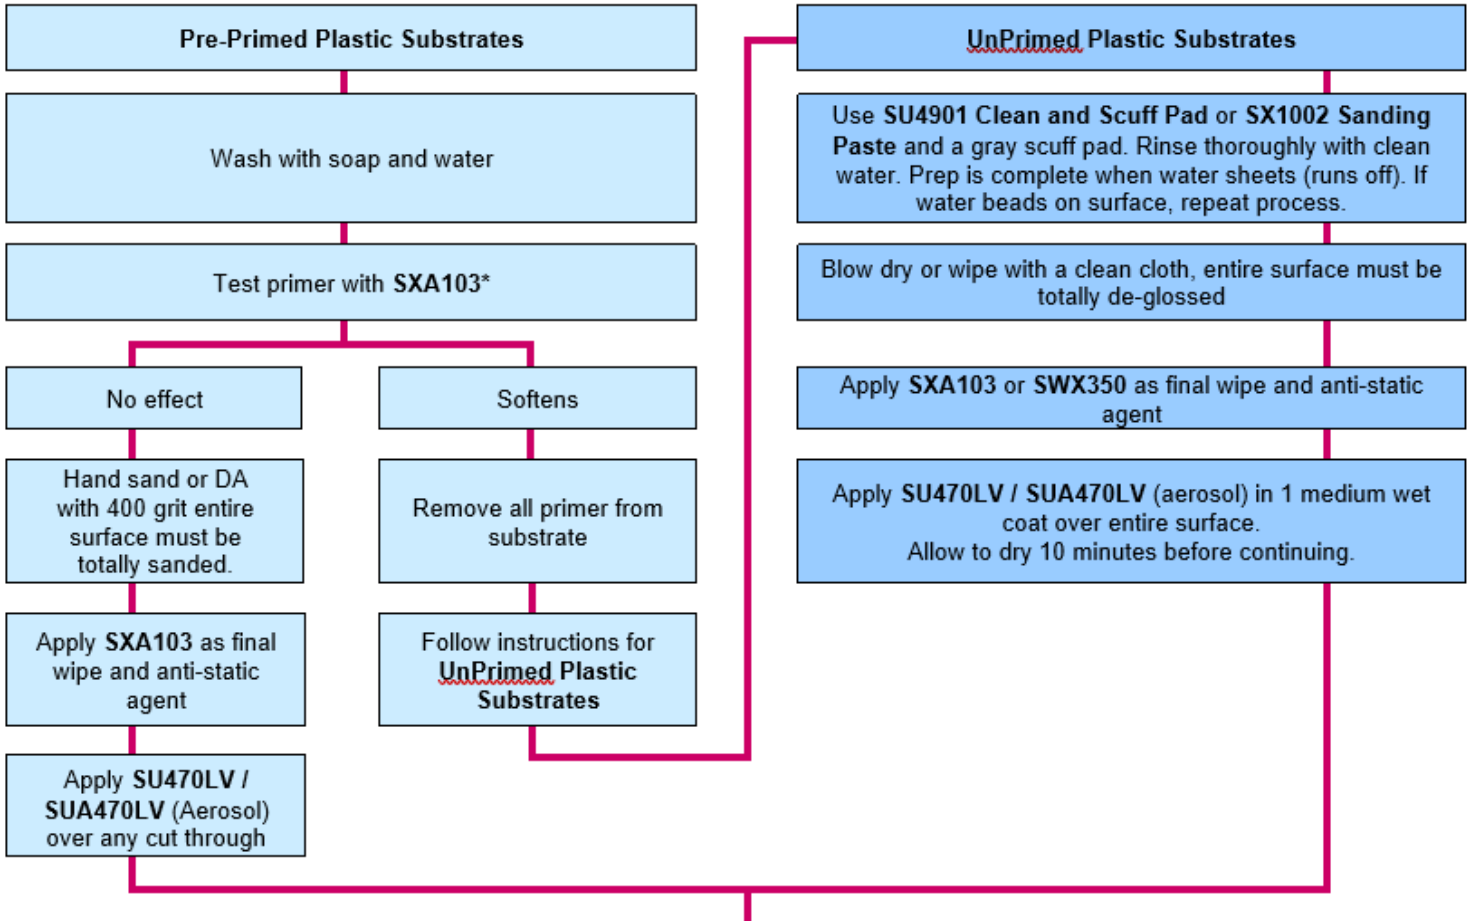 Pre-Primed Plastic Substrates
Wash with soap and water
Test primer with SXA103*
No effect
Hand sand or DA
with 400 grit entire
surface must be
totally sanded.
Apply SXA103 as final
wipe and anti-static
agent
Apply SU470LV /
SUA470LV (Aerosol)
over any cut through
Softens
Remove all primer from
substrate
Follow instructions for
UnPrimed Plastic
Substrates
UnPrimed Plastic Substrates
Use SU4901 Clean and Scuff Pad or SX1002 Sanding
Paste and a gray scuff pad. Rinse thoroughly with clean
water. Prep is complete when water sheets (runs off). If
water beads on surface, repeat process.
Blow dry or wipe with a clean cloth, entire surface must be
totally de-glossed
Apply SXA103 or SWX350 as final wipe and anti-static
agent
Apply SU470LV / SUA470LV (aerosol) in 1 medium wet
coat over entire surface.
Allow to dry 10 minutes before continuing.